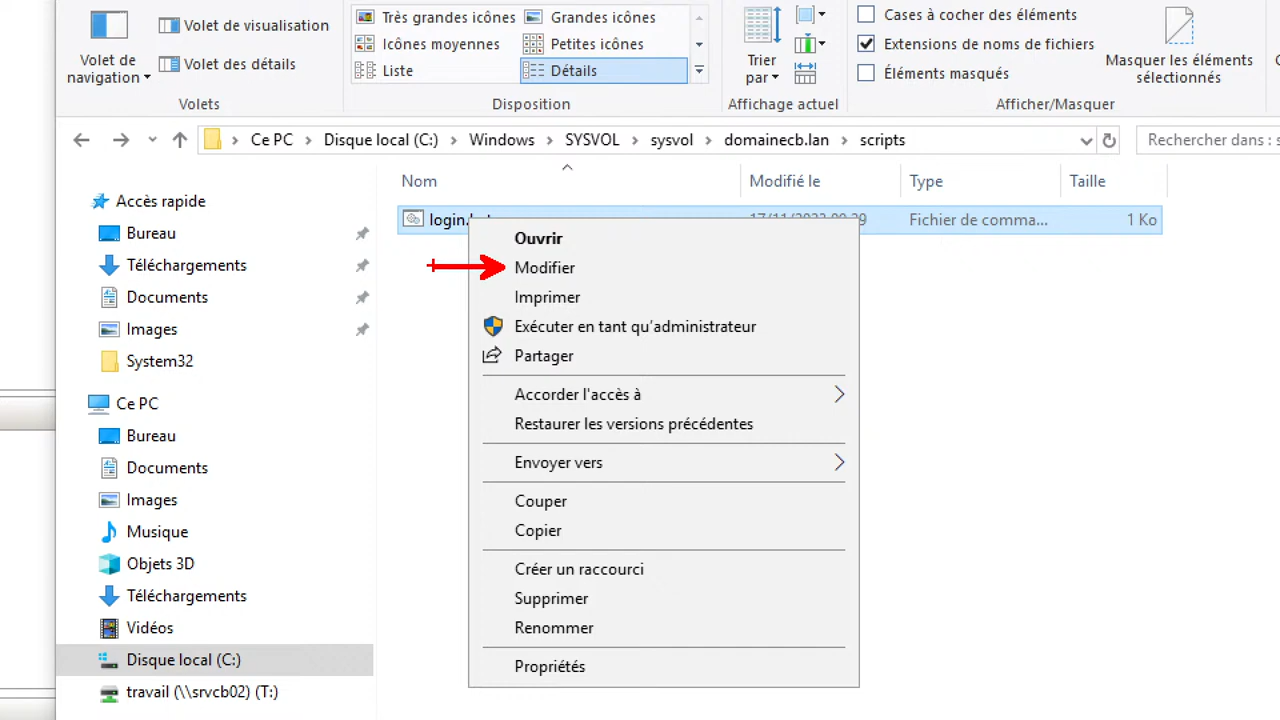 Volet de
navigation
Volet de visualisation
Volet des détails
Volets
Très grandes icônes
Grandes icônes
Icônes moyennes
Petites icônes
Liste
Détails
Disposition
Trier
par
Affichage actuel
Cases à cocher des éléments
Extensions de noms de fichiers
Éléments masqués
Masquer les éléments
sélectionnés
Afficher/Masquer
Ce PC > Disque local (C:) > Windows > SYSVOL > sysvol > domainecb.lan > scripts
Rechercher dans : s
Nom
Modifié le
Type
Taille
login.
Fichier de comma...
1 Ko
Accès rapide
Bureau
Téléchargements
Documents
Images
System32
Ce PC
Bureau
Documents
Images
Musique
Objets 3D
Téléchargements
Vidéos
Disque local (C:)
travail (\\srvcb02) (T:)
Ouvrir
Modifier
Imprimer
Exécuter en tant qu’administrateur
Partager
Accorder l'accès à
Restaurer les versions précédentes
Envoyer vers
Couper
Copier
Créer un raccourci
Supprimer
Renommer
Propriétés